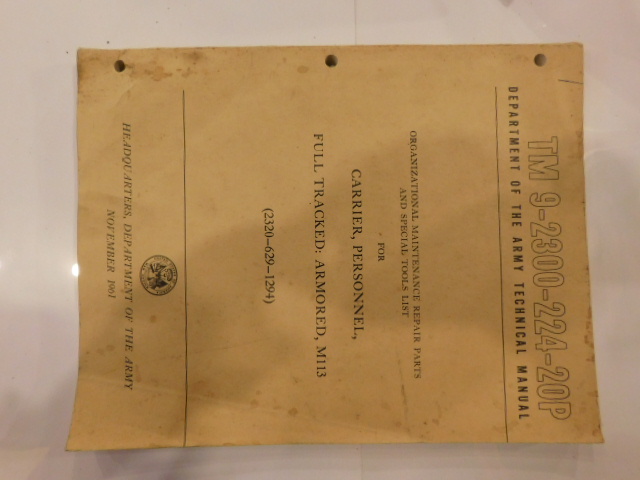 TM 9-2300-224-20P
DEPARTMENT OF THE ARMY TECHNICAL MANUAL
ORGANIZATIONAL MAINTENANCE REPAIR PARTS
AND SPECIAL TOOLS LIST
FOR
CARRIER, PERSONNEL,
FULL TRACKED: ARMORED, M113
(2320-629-1294)
HEADQUARTERS, DEPARTMENT OF THE ARMY
NOVEMBER 1961